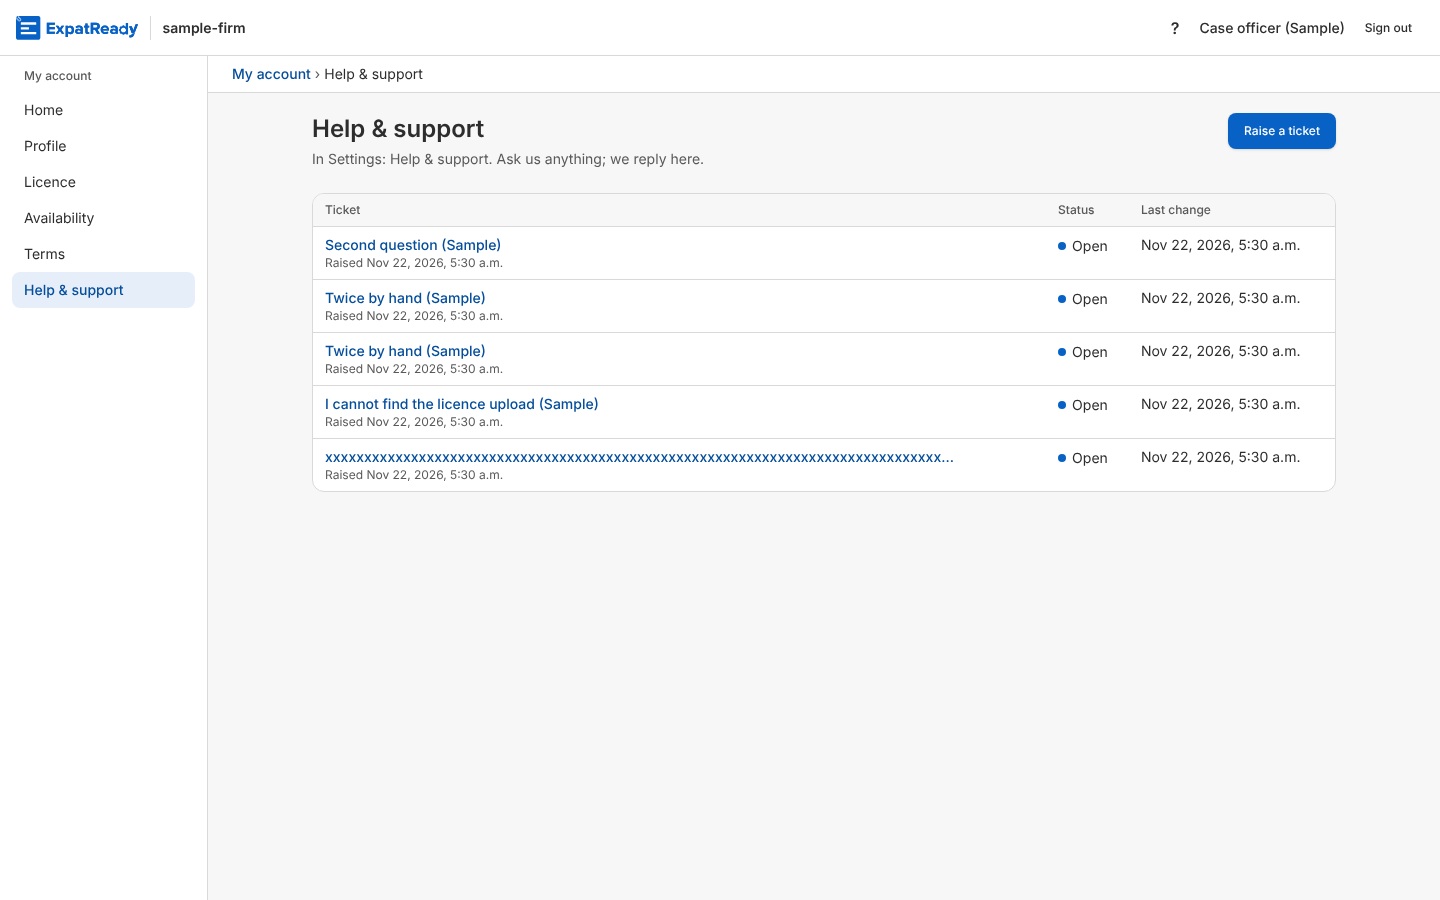 ExpatReady
sample-firm
?
Case officer (Sample)
Sign out
My account
Home
Profile
Licence
Availability
Terms
Help & support
My account › Help & support
Help & support
Raise a ticket
In Settings: Help & support. Ask us anything; we reply here.
Ticket
Status
Last change
Second question (Sample)
Raised Nov 22, 2026, 5:30 a.m.
Open
Nov 22, 2026, 5:30 a.m.
Twice by hand (Sample)
Raised Nov 22, 2026, 5:30 a.m.
Open
Nov 22, 2026, 5:30 a.m.
Twice by hand (Sample)
Raised Nov 22, 2026, 5:30 a.m.
Open
Nov 22, 2026, 5:30 a.m.
I cannot find the licence upload (Sample)
Raised Nov 22, 2026, 5:30 a.m.
Open
Nov 22, 2026, 5:30 a.m.
xxxxxxxxxxxxxxxxxxxxxxxxxxxxxxxxxxxxxxxxxxxxxxxxxxxxxxxxxxxxxxxxxxxxxxxxxxxxxxx…
Raised Nov 22, 2026, 5:30 a.m.
Open
Nov 22, 2026, 5:30 a.m.